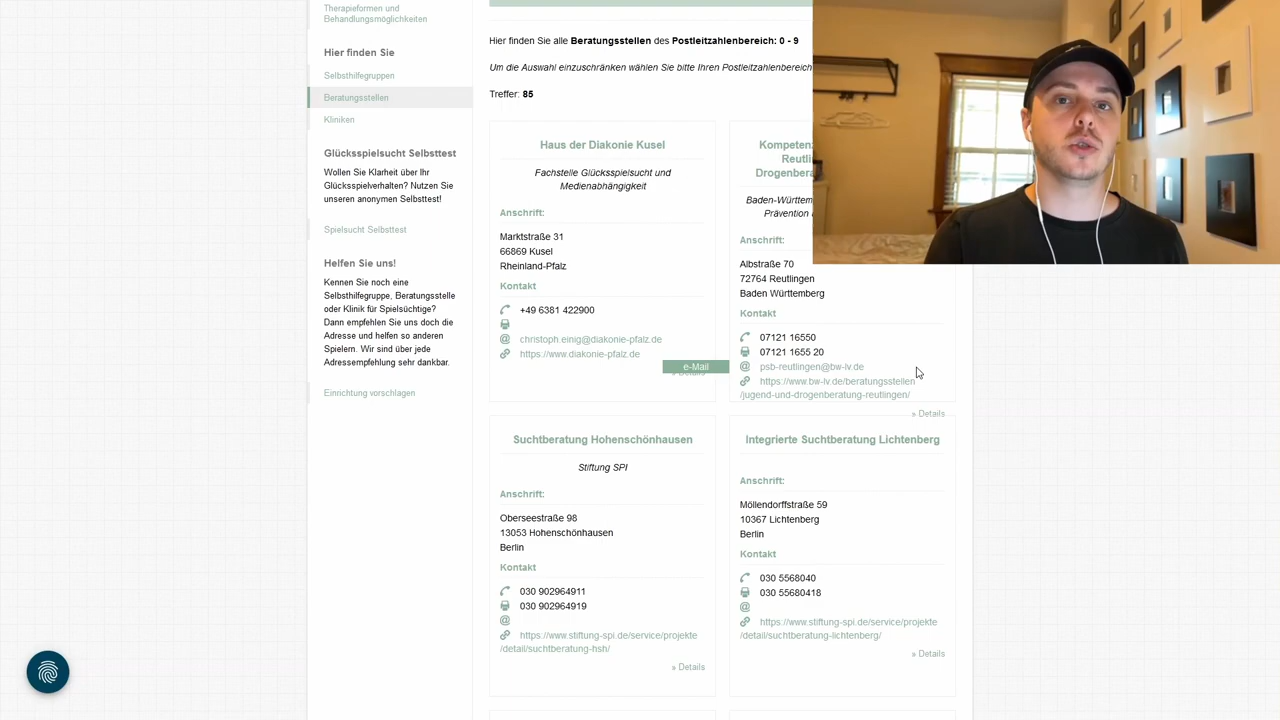 Therapieformen und
Behandlungsmöglichkeiten
Hier finden Sie
Selbsthilfegruppen
Beratungsstellen
Kliniken
Glücksspielsucht Selbsttest
Wollen Sie Klarheit über Ihr
Glücksspielverhalten? Nutzen Sie
unseren anonymen Selbsttest!
Spielsucht Selbsttest
Helfen Sie uns!
Kennen Sie noch eine
Selbsthilfegruppe, Beratungsstelle
oder Klinik für Spielsüchtige?
Dann empfehlen Sie uns doch die
Adresse und helfen so anderen
Spielern. Wir sind über jede
Adressempfehlung sehr dankbar.
Einrichtung vorschlagen
Hier finden Sie alle Beratungsstellen des Postleitzahlenbereich: 0 - 9
Um die Auswahl einzuschränken wählen Sie bitte Ihren Postleitzahlenbereich
Treffer: 85
Haus der Diakonie Kusel
Fachstelle Glücksspielsucht und
Medienabhängigkeit
Anschrift:
Marktstraße 31
66869 Kusel
Rheinland-Pfalz
Kontakt
+49 6381 422900
@ christoph.einig@diakonie-pfalz.de
https://www.diakonie-pfalz.de
e-Mail
» Details
Kompeten
Reutli
Drogenbera
Baden-Württem
Prävention
Anschrift:
Albstraße 70
72764 Reutlingen
Baden Württemberg
Kontakt
07121 16550
07121 1655 20
@ psb-reutlingen@bw-lv.de
https://www.bw-lv.de/beratungsstellen
/jugend-und-drogenberatung-reutlingen/
» Details
Suchtberatung Hohenschönhausen
Stiftung SPI
Anschrift:
Oberseestraße 98
13053 Hohenschönhausen
Berlin
Kontakt
030 902964911
030 902964919
@
https://www.stiftung-spi.de/service/projekte
/detail/suchtberatung-hsh/
» Details
Integrierte Suchtberatung Lichtenberg
Anschrift:
Möllendorffstraße 59
10367 Lichtenberg
Berlin
Kontakt
030 5568040
030 55680418
@
https://www.stiftung-spi.de/service/projekte
/detail/suchtberatung-lichtenberg/
» Details